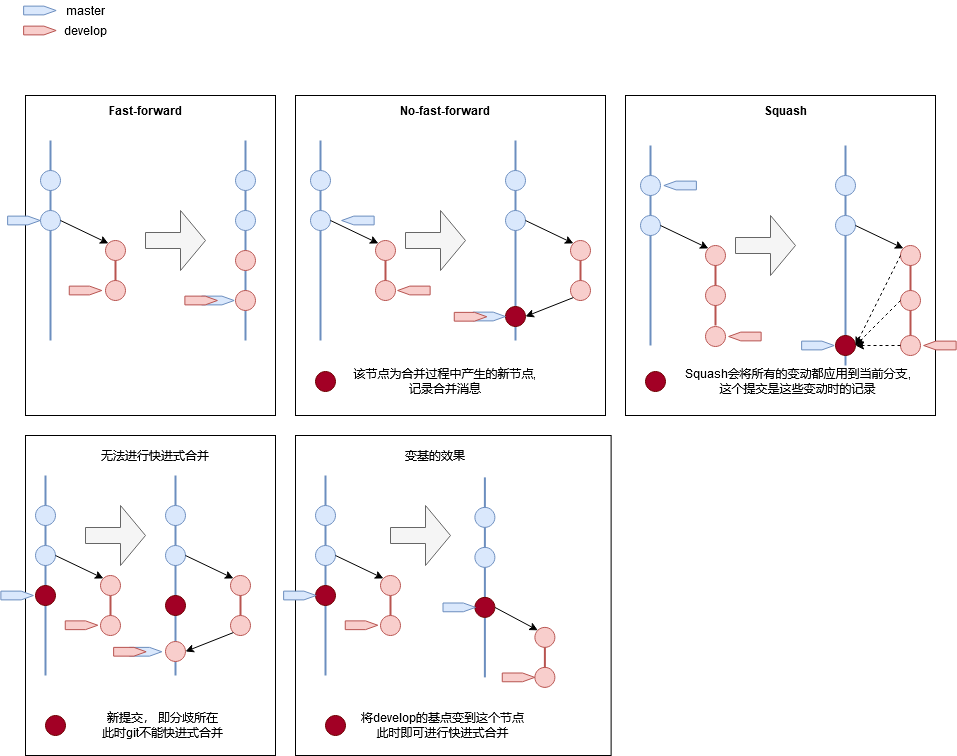 master
develop
Fast-forward
No-fast-forward
该节点为合并过程中产生的新节点,
记录合并消息
Squash
Squash会将所有的变动都应用到当前分支,
这个提交是这些变动时的记录
无法进行快进式合并
新提交， 即分歧所在
此时git不能快进式合并
变基的效果
将develop的基点变到这个节点
此时即可进行快进式合并